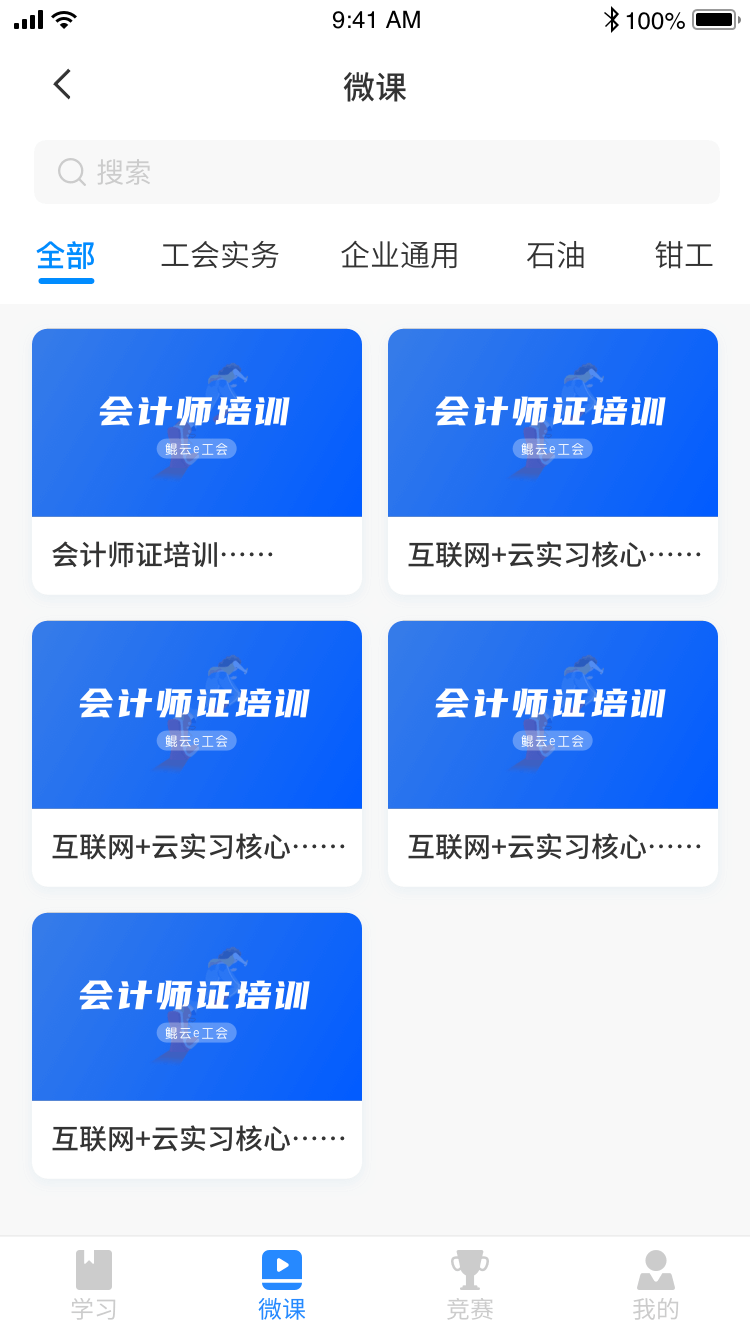 9:41 AM
100%
微课
搜索
全部 工会实务 企业通用 石油 钳工
会计师培训
鲲云e工会
会计师证培训……
会计师证培训
鲲云e工会
互联网+云实习核心……
会计师证培训
鲲云e工会
互联网+云实习核心……
会计师证培训
鲲云e工会
互联网+云实习核心……
会计师证培训
鲲云e工会
互联网+云实习核心……
学习 微课 竞赛 我的